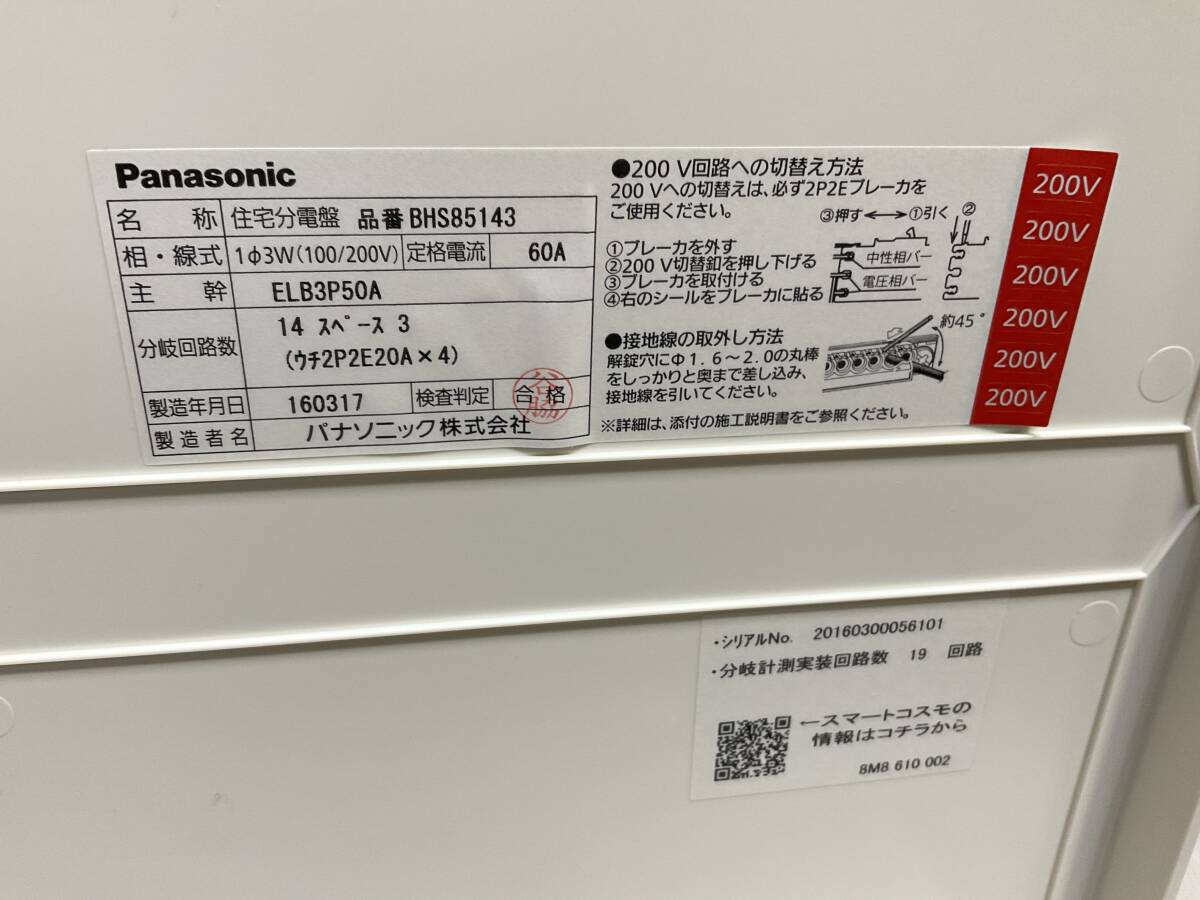 Panasonic
名 称 住宅分電盤 品番 BHS85143
相・線式 1φ3W(100/200V) 定格電流 60A
主 幹 ELB3P50A
分岐回路数 14 スペース 3
(ウチ2P2E20A×4)
製造年月日 160317 検査判定 合格
製造者名 パナソニック株式会社
●200 V回路への切替え方法
200 Vへの切替えは、必ず2P2Eブレーカを
ご使用ください。
③押す ①引く ②
①ブレーカを外す
②200 V切替釦を押し下げる
③ブレーカを取付ける
④右のシールをブレーカに貼る
中性相バー
電圧相バー
●接地線の取外し方法
解錠穴にφ1.6～2.0の丸棒
をしっかりと奥まで差し込み、
接地線を引いてください。
約45°
※詳細は、添付の施工説明書をご参照ください。
200V
200V
200V
200V
200V
200V
・シリアルNo. 20160300056101
・分岐計測実装回路数 19 回路
←スマートコスモの
情報はコチラから
8M8 610 002